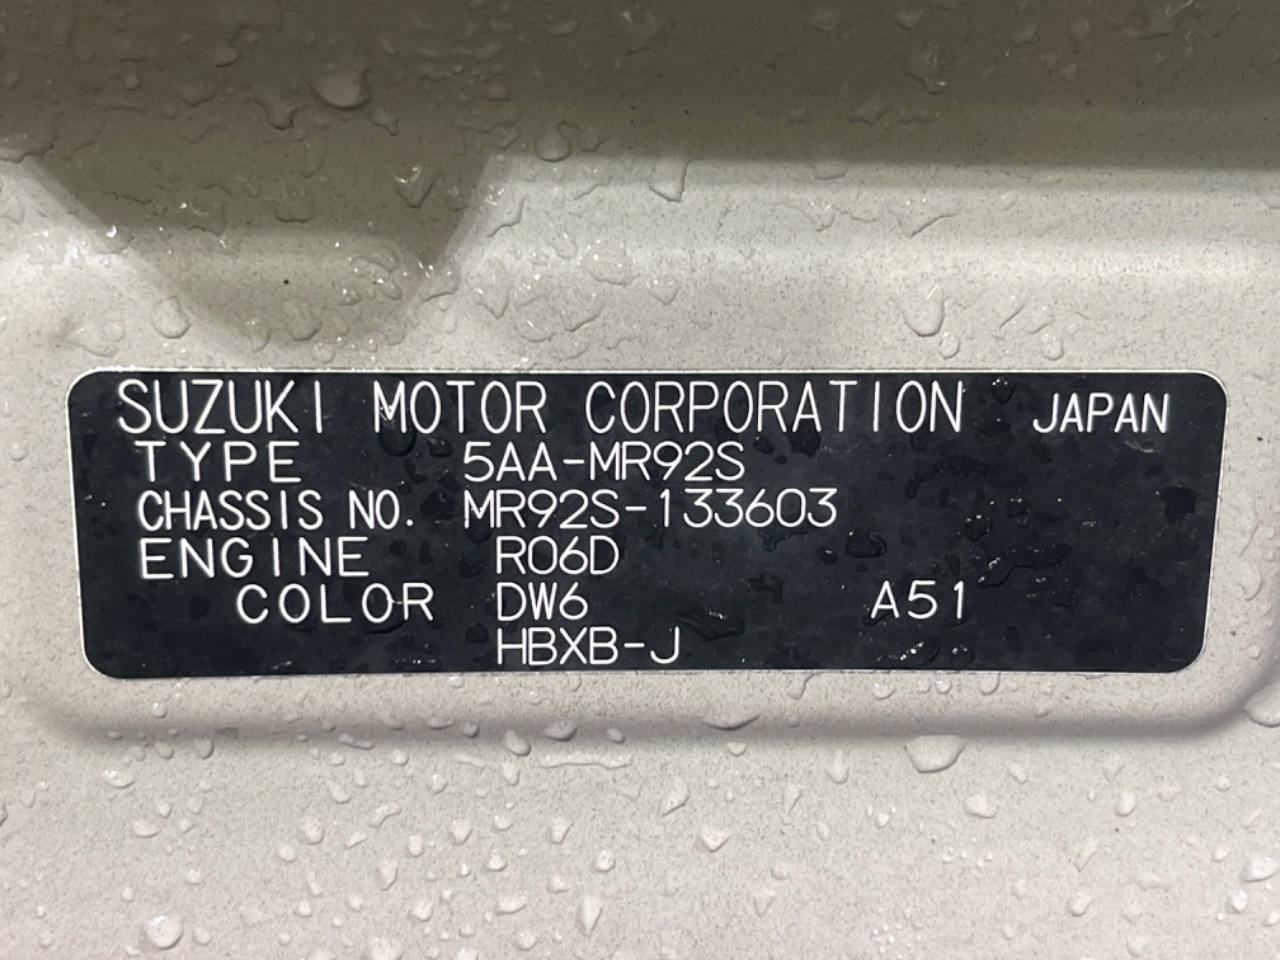 SUZUKI MOTOR CORPORATION JAPAN
TYPE 5AA-MR92S
CHASSIS NO. MR92S-133603
ENGINE R06D
COLOR DW6 A51
HBXB-J